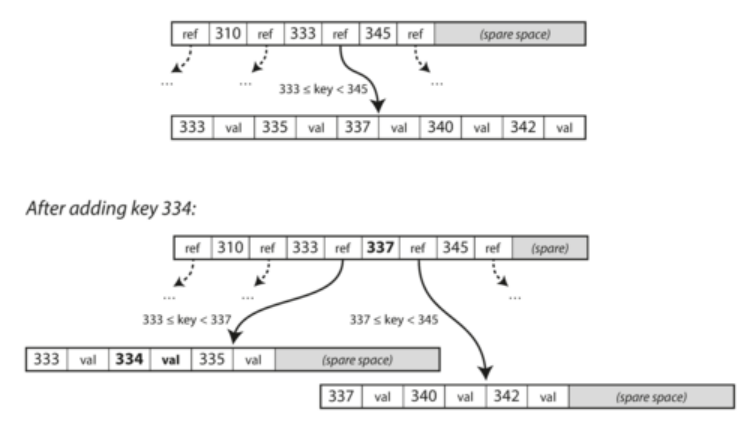 ref 310 ref 333 ref 345 ref (spare space)
... ... ...
333 ≤ key < 345
333 val 335 val 337 val 340 val 342 val
After adding key 334:
ref 310 ref 333 ref 337 ref 345 ref (spare)
... ... ...
333 ≤ key < 337 337 ≤ key < 345
333 val 334 val 335 val (spare space)
337 val 340 val 342 val (spare space)